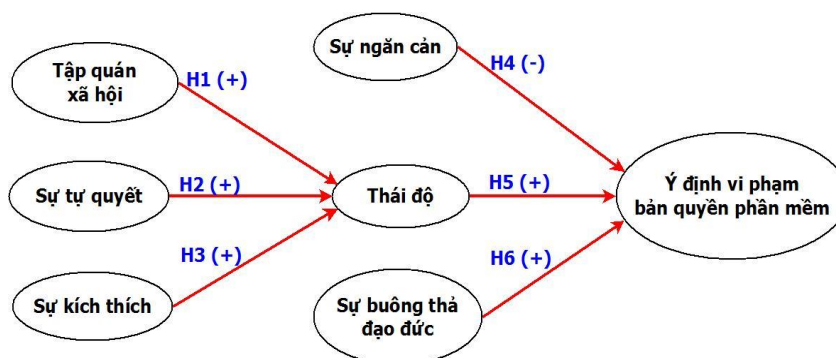 Sự ngăn cản
H4 (-)
Tập quán
xã hội
H1 (+)
Sự tự quyết
H2 (+)
Thái độ
H5 (+)
Ý định vi phạm
bản quyền phần mềm
H3 (+)
H6 (+)
Sự kích thích
Sự buông thả
đạo đức